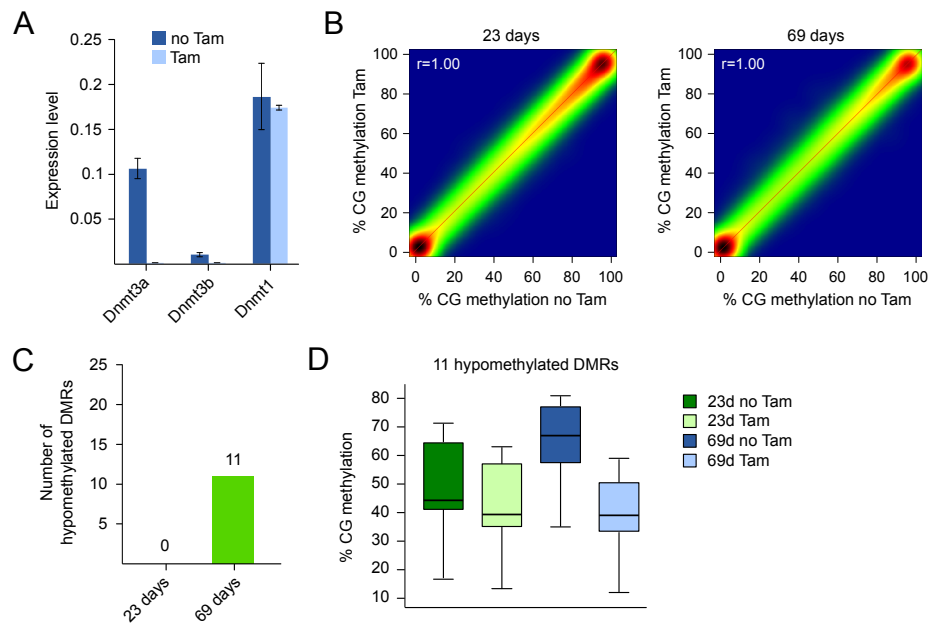 A
no Tam
Tam
Expression level
0.25
0.2
0.15
0.1
0.05
Dnmt3a
Dnmt3b
Dnmt1
B
23 days
r=1.00
% CG methylation Tam
100
80
60
40
20
0
0 20 40 60 80 100
% CG methylation no Tam
69 days
r=1.00
% CG methylation Tam
100
80
60
40
20
0
0 20 40 60 80 100
% CG methylation no Tam
C
Number of
hypomethylated DMRs
25
20
15
10
5
0
11
23 days
69 days
D
11 hypomethylated DMRs
% CG methylation
80
70
60
50
40
30
20
10
23d no Tam
23d Tam
69d no Tam
69d Tam